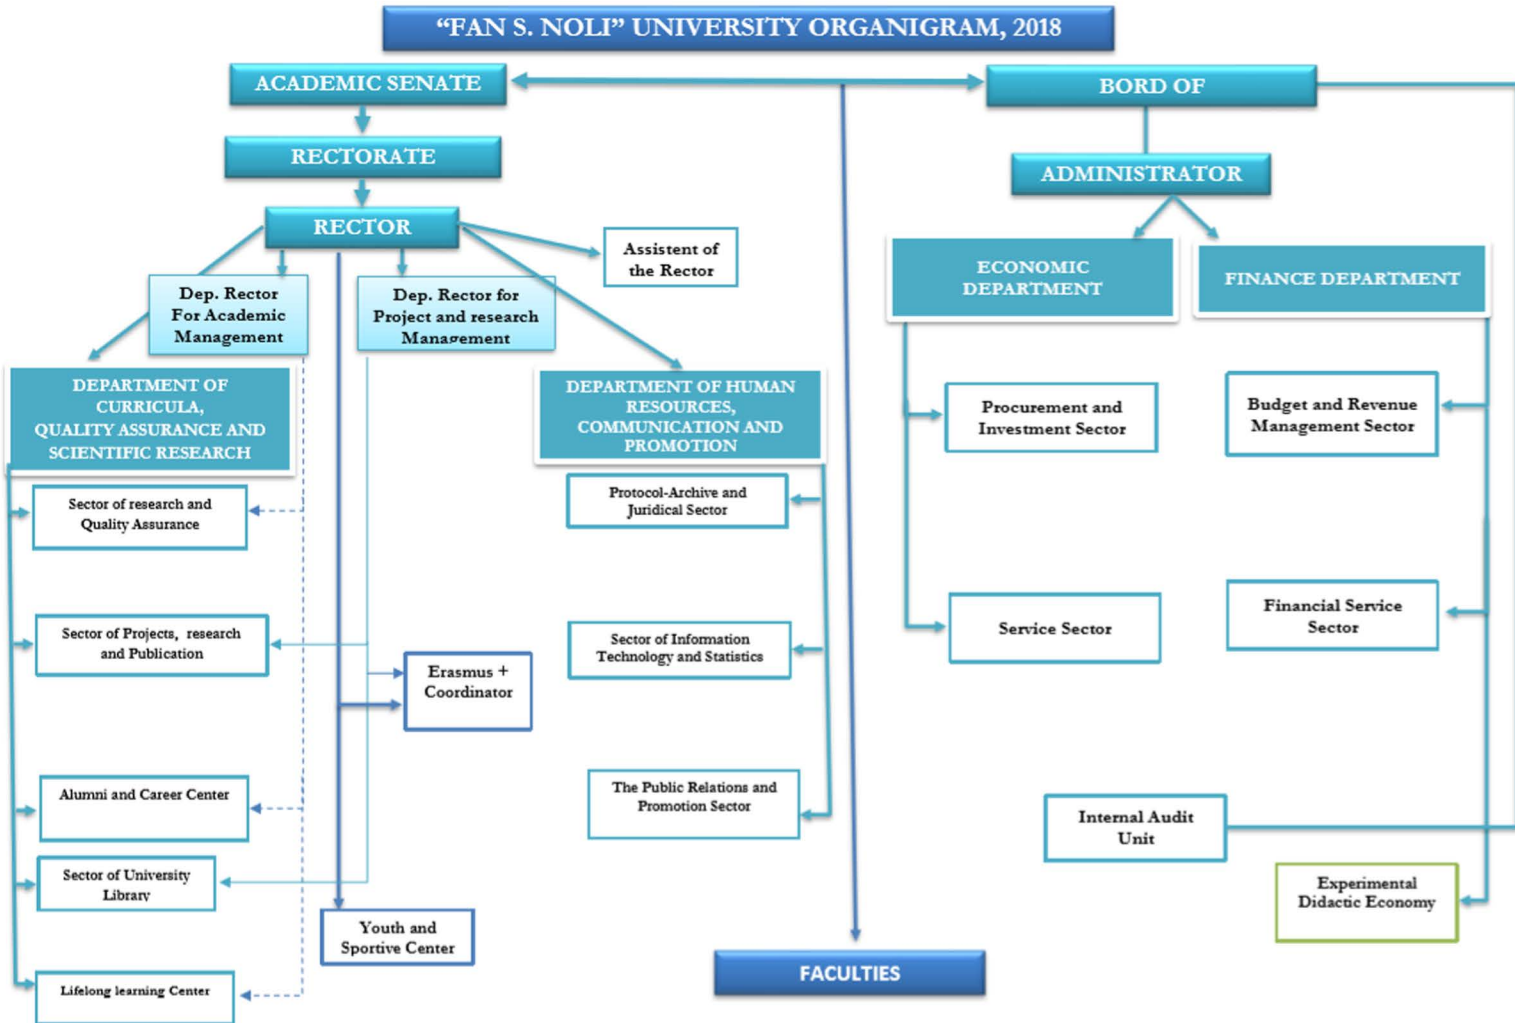 “FAN S. NOLI” UNIVERSITY ORGANIGRAM, 2018
ACADEMIC SENATE
BORD OF
RECTORATE
ADMINISTRATOR
RECTOR
Assistent of
the Rector
ECONOMIC
DEPARTMENT
FINANCE DEPARTMENT
Dep. Rector
For Academic
Management
Dep. Rector for
Project and research
Management
DEPARTMENT OF
CURRICULA,
QUALITY ASSURANCE AND
SCIENTIFIC RESEARCH
DEPARTMENT OF HUMAN
RESOURCES,
COMMUNICATION AND
PROMOTION
Procurement and
Investment Sector
Budget and Revenue
Management Sector
Sector of research and
Quality Assurance
Protocol-Archive and
Juridical Sector
Sector of Projects, research
and Publication
Sector of Information
Technology and Statistics
Service Sector
Financial Service
Sector
Erasmus +
Coordinator
Alumni and Career Center
The Public Relations and
Promotion Sector
Internal Audit
Unit
Sector of University
Library
Experimental
Didactic Economy
Youth and
Sportive Center
FACULTIES
Lifelong learning Center